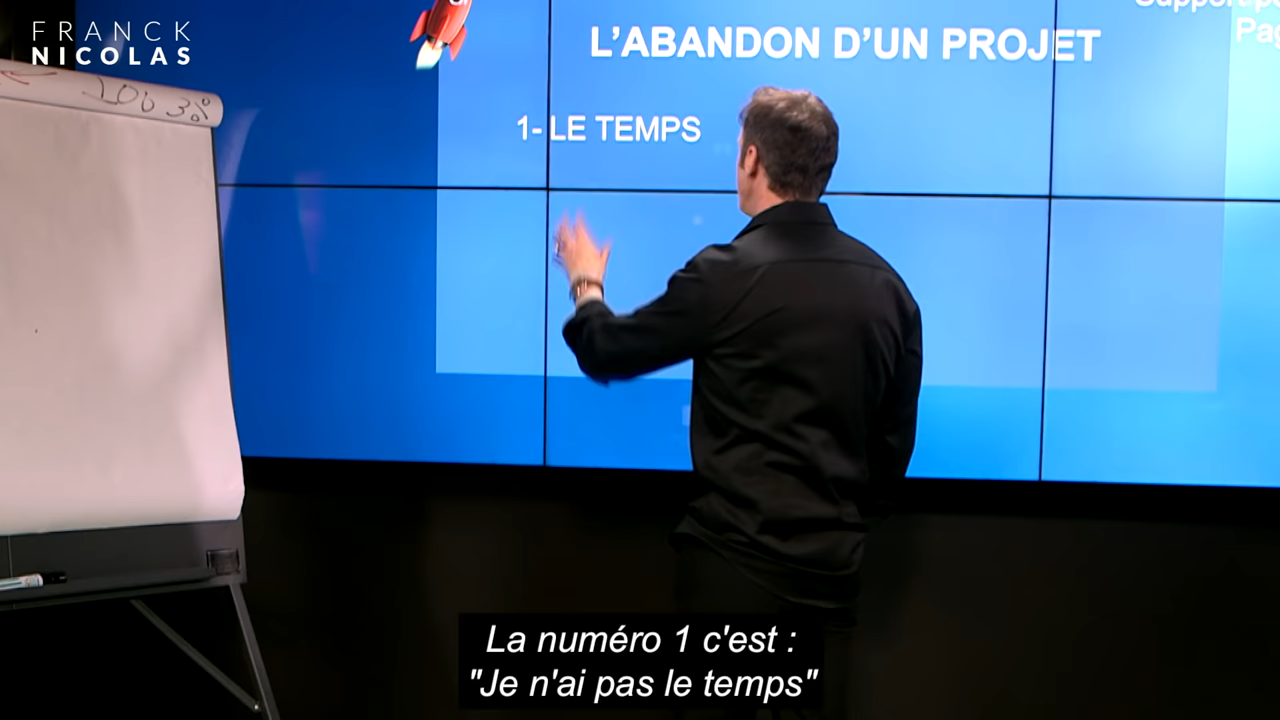 FRANCK
NICOLAS
L'ABANDON D'UN PROJET
1- LE TEMPS
La numéro 1 c'est :
"Je n'ai pas le temps"